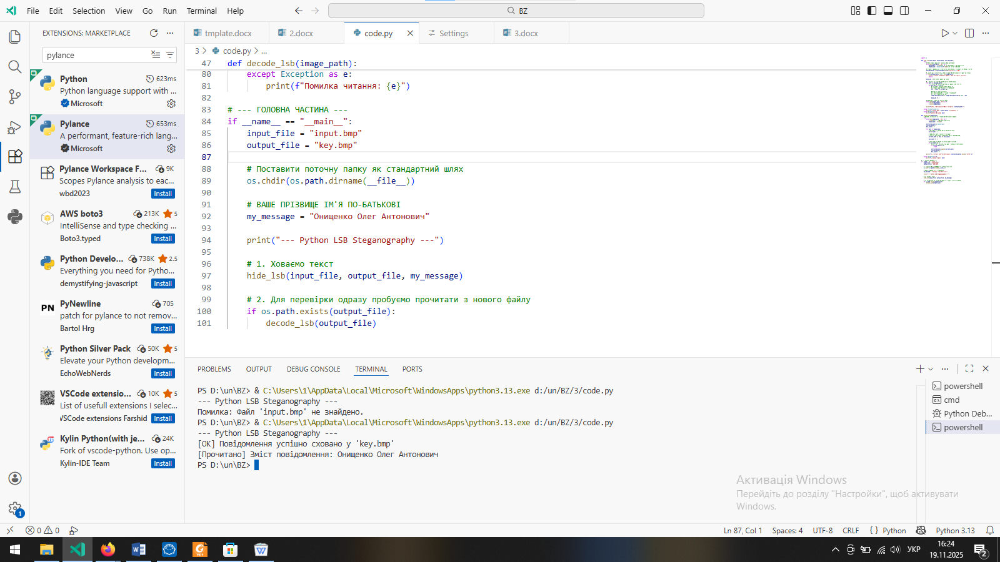 File Edit Selection View Go Run Terminal Help
BZ
EXTENSIONS: MARKETPLACE
pylance
Python 623ms
Python language support with ...
Microsoft
Pylance 653ms
A performant, feature-rich lang...
Microsoft
Pylance Workspace F... 9K
Scopes Pylance analysis to eac...
wbd2023 Install
AWS boto3 213K 5
IntelliSense and type checking ...
Boto3.typed Install
Python Develo... 738K 2.5
Everything you need for Pytho...
demystifying-javascript Install
PN
PyNewline 705
patch for pylance to not remov...
Bartol Hrg Install
Python Silver Pack 50K 5
Elevate your Python developm...
EchoWebNerds Install
VSCode extensio... 10K 5
List of usefull extensions I selec...
VSCode extensions Farshid Install
Kylin Python(with je... 24K
Fork of vscode-python. Use op...
Kylin-IDE Team Install
1
tmplate.docx 2.docx code.py Settings 3.docx
3 > code.py > ...
47 def decode_lsb(image_path):
80 except Exception as e:
81 print(f"Помилка читання: {e}")
82
83 # --- ГОЛОВНА ЧАСТИНА ---
84 if __name__ == "__main__":
85 input_file = "input.bmp"
86 output_file = "key.bmp"
87
88 # Поставити поточну папку як стандартний шлях
89 os.chdir(os.path.dirname(__file__))
90
91 # ВАШЕ ПРІЗВИЩЕ ІМ'Я ПО-БАТЬКОВІ
92 my_message = "Онищенко Олег Антонович"
93
94 print("--- Python LSB Steganography ---")
95
96 # 1. Ховаємо текст
97 hide_lsb(input_file, output_file, my_message)
98
99 # 2. Для перевірки одразу пробуємо прочитати з нового файлу
100 if os.path.exists(output_file):
101 decode_lsb(output_file)
PROBLEMS OUTPUT DEBUG CONSOLE TERMINAL PORTS
PS D:\un\BZ> & C:\Users\1\AppData\Local\Microsoft\WindowsApps\python3.13.exe d:/un/BZ/3/code.py
--- Python LSB Steganography ---
Помилка: Файл 'input.bmp' не знайдено.
PS D:\un\BZ> & C:\Users\1\AppData\Local\Microsoft\WindowsApps\python3.13.exe d:/un/BZ/3/code.py
--- Python LSB Steganography ---
[OK] Повідомлення успішно сховано у 'key.bmp'
[Прочитано] Зміст повідомлення: Онищенко Олег Антонович
PS D:\un\BZ>
powershell
cmd
Python Deb...
powershell
Активація Windows
Перейдіть до розділу "Настройки", щоб активувати
Windows.
0 0 Ln 87, Col 1 Spaces: 4 UTF-8 CRLF { } Python Python 3.13
УКР 16:24
19.11.2025
2